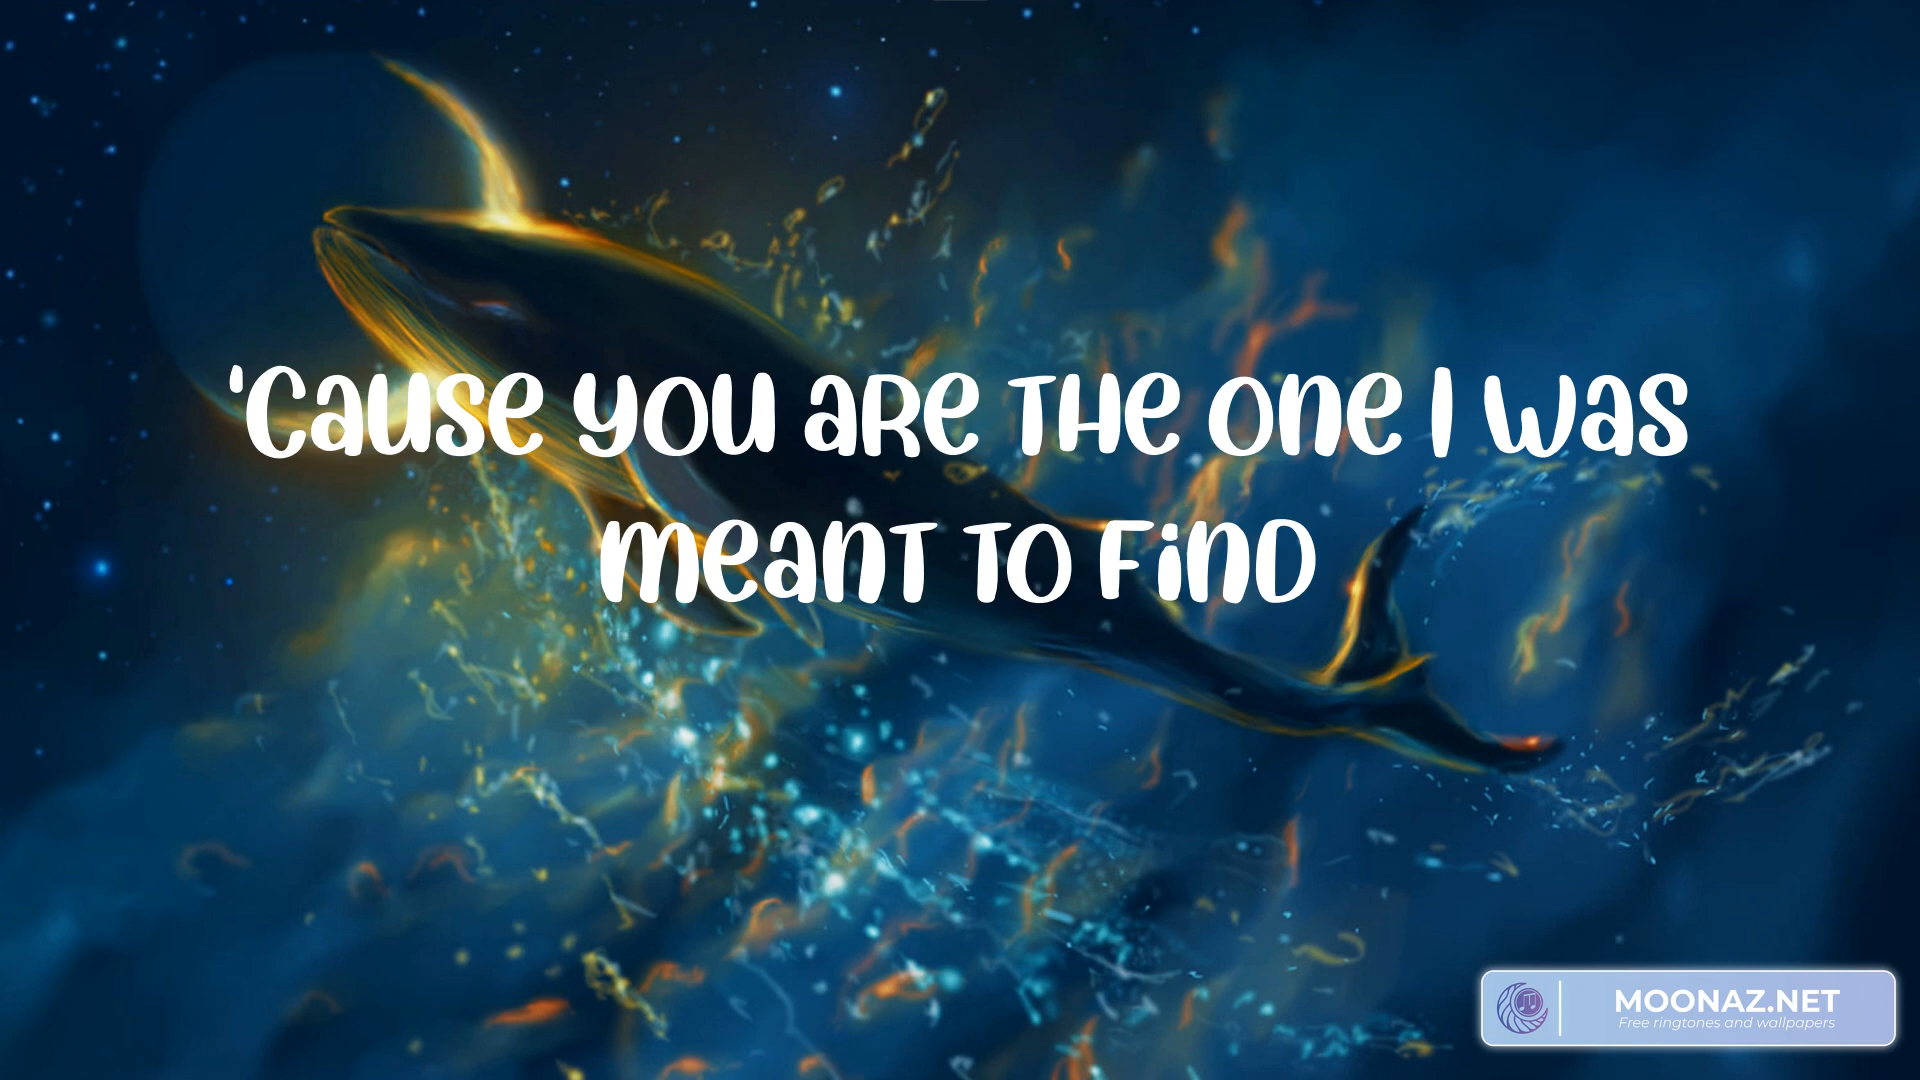 'Cause you are the one I was
meant to find
MOONAZ.NET
Free ringtones and wallpapers